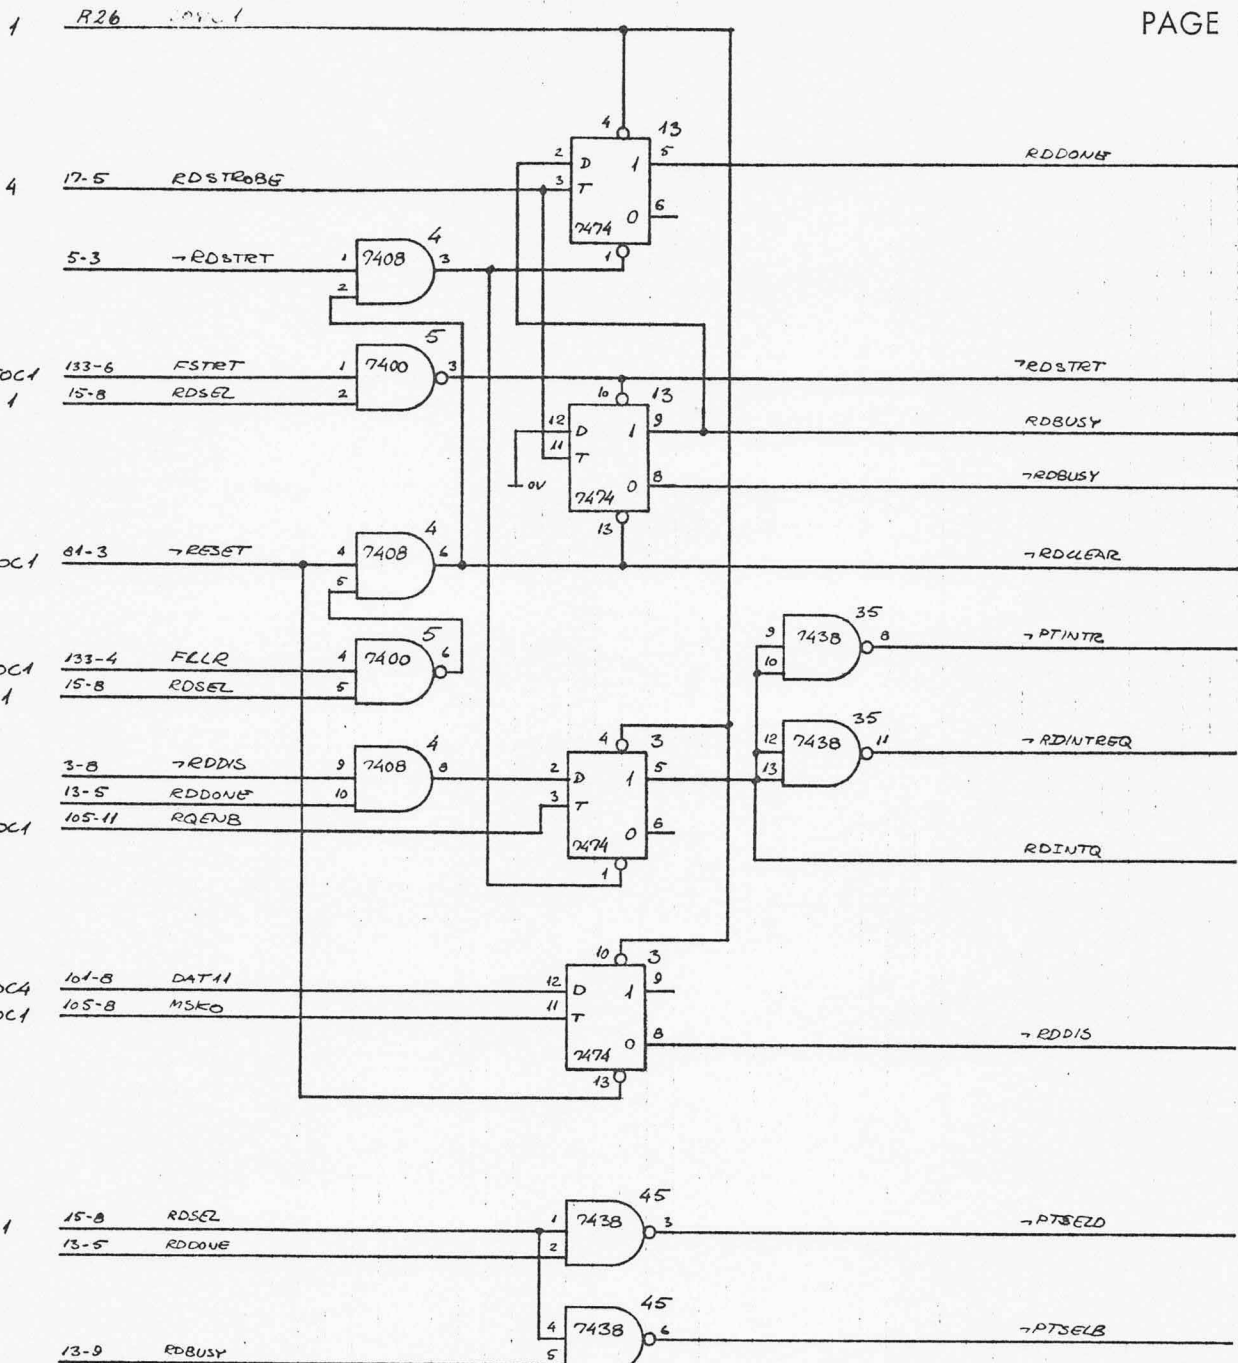 PAGE
1 R26
4 13
2 D 1 5 RDDONE
4 17-5 RDSTROBE 3 T
0 6
7474
1
5-3 ¬RDSTRT 1 7408 4 3
2
OC1 133-6 FSTRT 1 7400 5 3 ¬RDSTRT
1 15-8 RDSEL 2
10 13
12 D 1 9 RDBUSY
11 T
0V 7474 0 8 ¬RDBUSY
13
OC1 81-3 ¬RESET 4 7408 4 6 ¬RDCLEAR
5
9 7438 35 8 ¬PTINTR
10
OC1 133-4 FCLR 4 7400 5 6
1 15-8 RDSEL 5
12 7438 35 11 ¬RDINTREQ
13
4 3
3-8 ¬RDDIS 9 7408 4 8 2 D 1 5
13-5 RDDONE 10
OC1 105-11 RQENB 3 T
0 6
7474
1
RDINTQ
10 3
OC4 101-8 DAT11 12 D 1 9
OC1 105-8 MSKO 11 T
7474 0 8 ¬RDDIS
13
1 15-8 RDSEL 1 7438 45 3 ¬PTSELD
13-5 RDDONE 2
4 7438 45 6 ¬PTSELB
13-9 RDBUSY 5